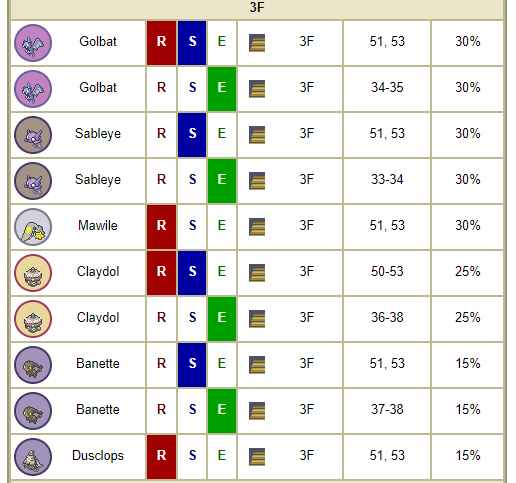 3F
Golbat R S E 3F 51, 53 30%
Golbat R S E 3F 34-35 30%
Sableye R S E 3F 51, 53 30%
Sableye R S E 3F 33-34 30%
Mawile R S E 3F 51, 53 30%
Claydol R S E 3F 50-53 25%
Claydol R S E 3F 36-38 25%
Banette R S E 3F 51, 53 15%
Banette R S E 3F 37-38 15%
Dusclops R S E 3F 51, 53 15%